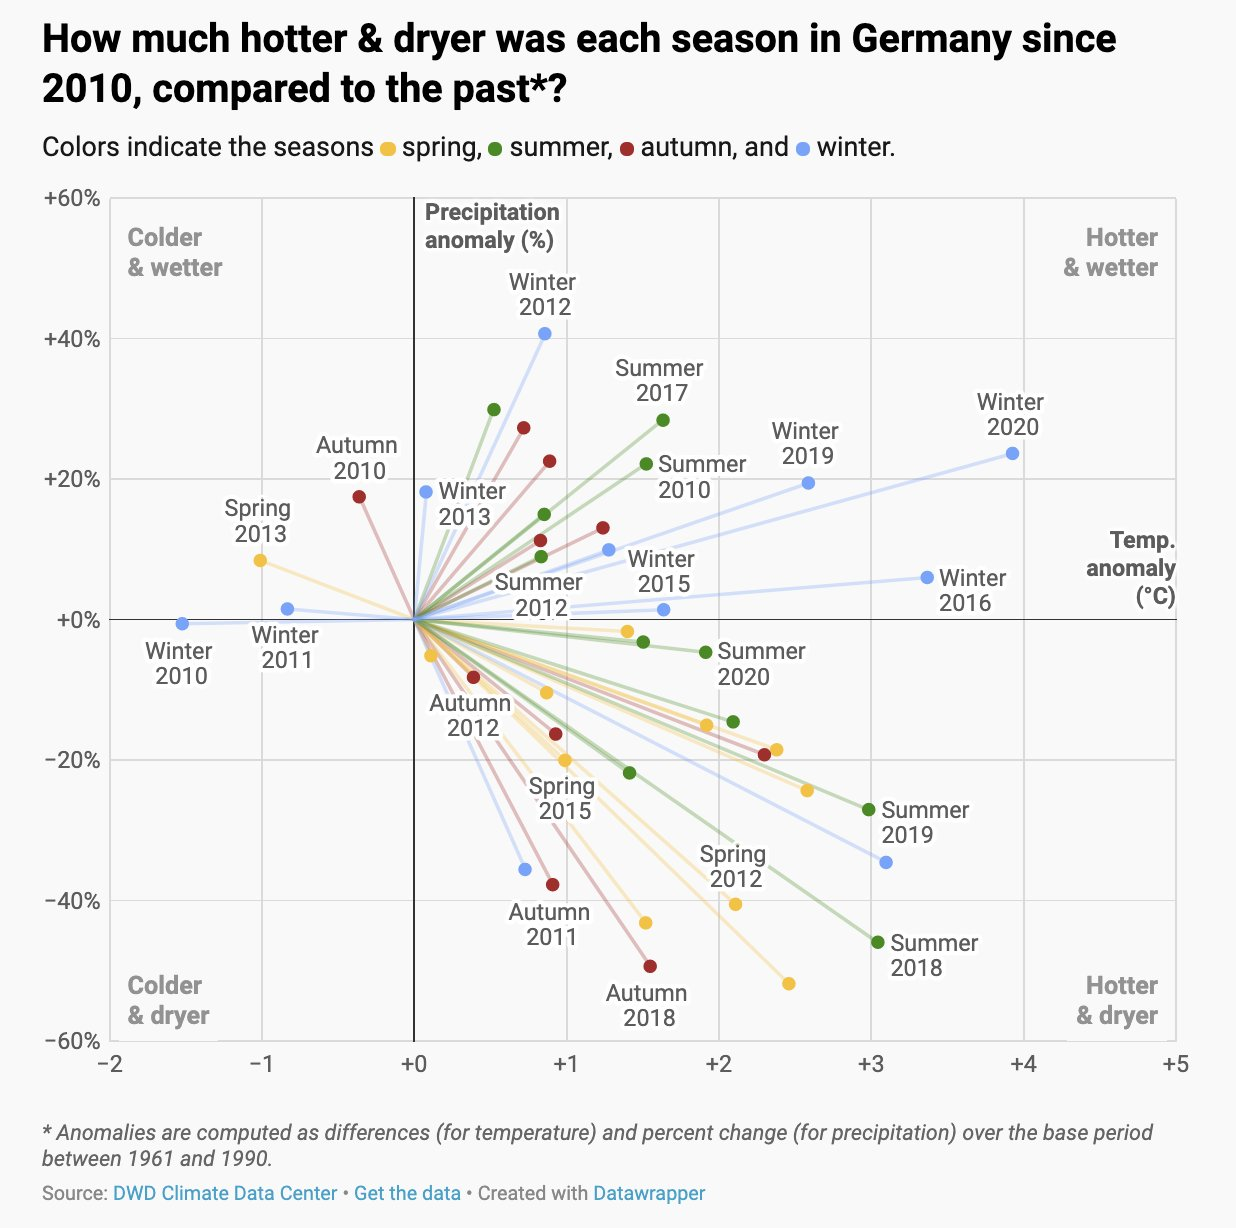 How much hotter & dryer was each season in Germany since
2010, compared to the past*?
Colors indicate the seasons spring, summer, autumn, and winter.
+60%
Precipitation
anomaly (%)
Colder
& wetter
Hotter
& wetter
Winter
2012
+40%
Summer
2017
Winter
2020
Winter
2019
Autumn
2010
Summer
2010
+20%
Winter
2013
Spring
2013
Temp.
anomaly
(°C)
Winter
2015
Summer
2012
Winter
2016
+0%
Winter
2011
Winter
2010
Summer
2020
Autumn
2012
−20%
Spring
2015
Summer
2019
Spring
2012
−40%
Autumn
2011
Summer
2018
Autumn
2018
Colder
& dryer
Hotter
& dryer
−60%
−2
−1
+0
+1
+2
+3
+4
+5
* Anomalies are computed as differences (for temperature) and percent change (for precipitation) over the base period
between 1961 and 1990.
Source: DWD Climate Data Center • Get the data • Created with Datawrapper